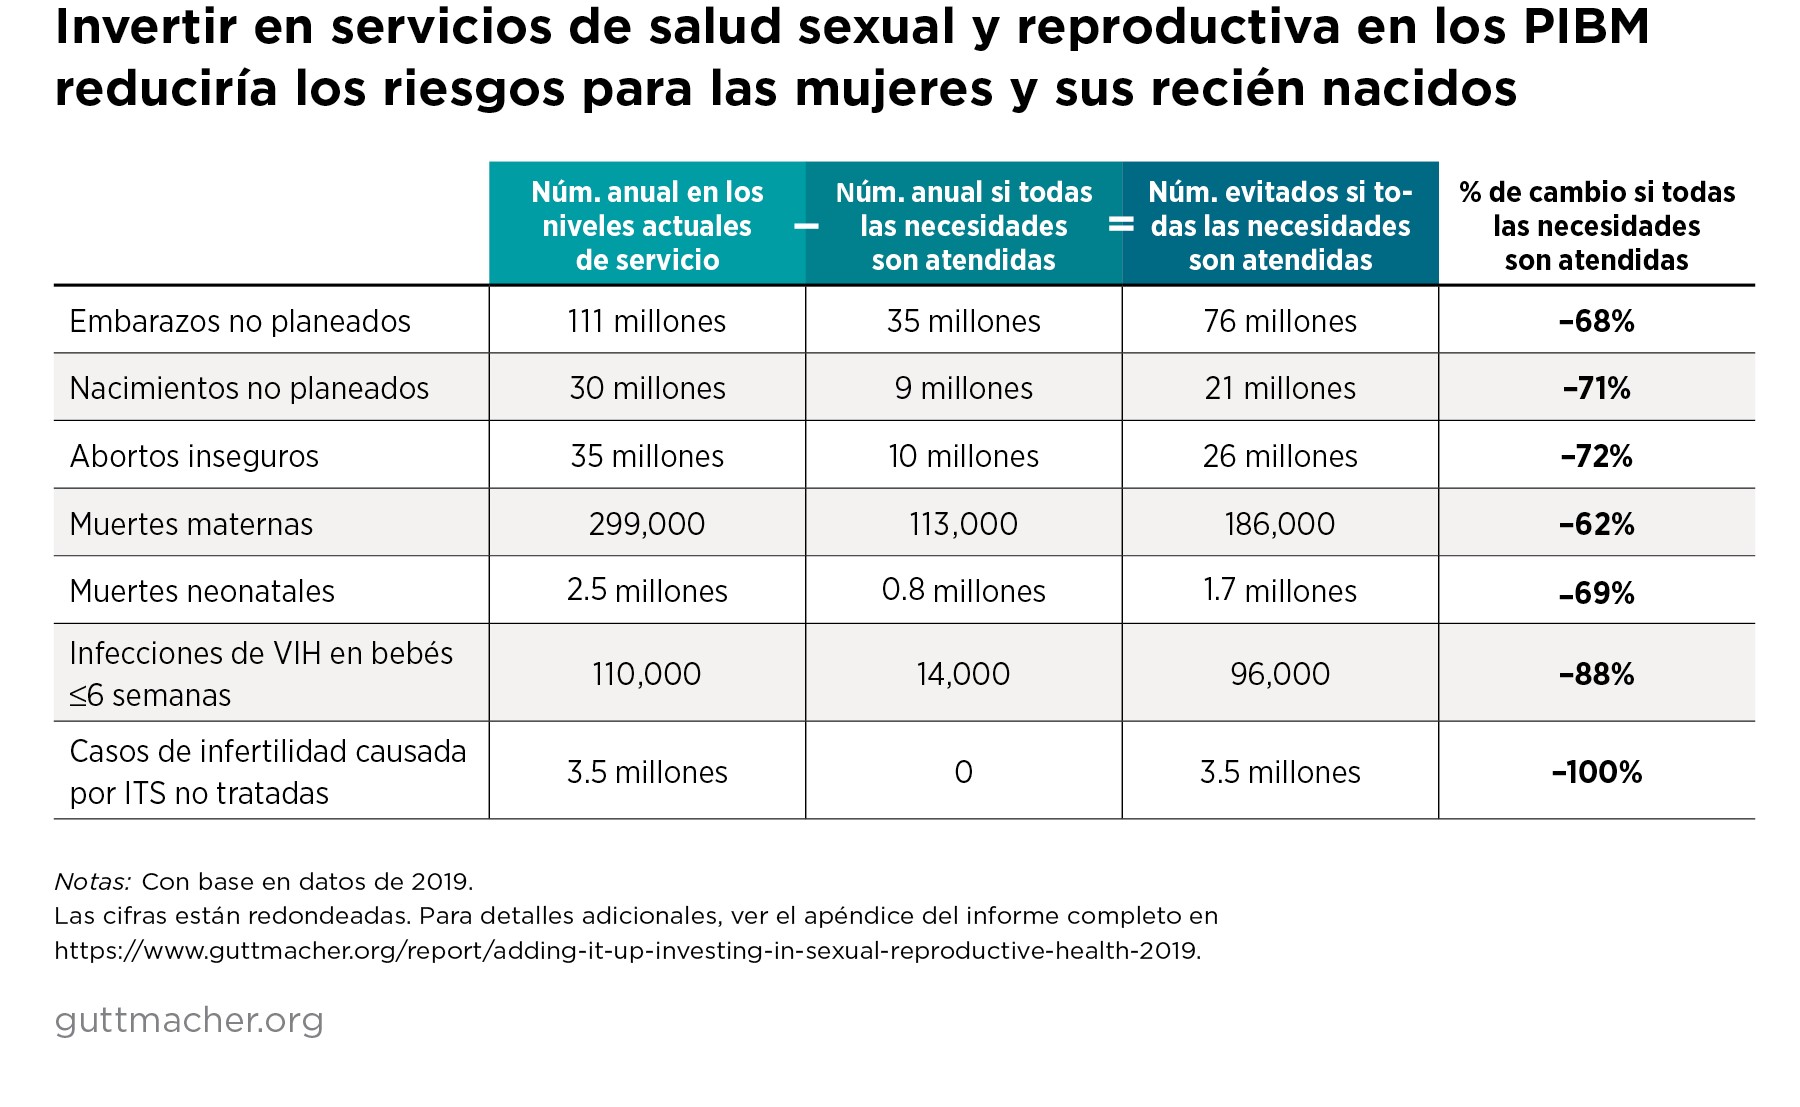 Invertir en servicios de salud sexual y reproductiva en los PIBM
reduciría los riesgos para las mujeres y sus recién nacidos
Núm. anual en los
niveles actuales
de servicio
–
Núm. anual si todas
las necesidades
son atendidas
=
Núm. evitados si to-
das las necesidades
son atendidas
% de cambio si todas
las necesidades
son atendidas
Embarazos no planeados 111 millones 35 millones 76 millones –68%
Nacimientos no planeados 30 millones 9 millones 21 millones –71%
Abortos inseguros 35 millones 10 millones 26 millones –72%
Muertes maternas 299,000 113,000 186,000 –62%
Muertes neonatales 2.5 millones 0.8 millones 1.7 millones –69%
Infecciones de VIH en bebés
≤6 semanas
110,000 14,000 96,000 –88%
Casos de infertilidad causada
por ITS no tratadas
3.5 millones 0 3.5 millones –100%
Notas: Con base en datos de 2019.
Las cifras están redondeadas. Para detalles adicionales, ver el apéndice del informe completo en
https://www.guttmacher.org/report/adding-it-up-investing-in-sexual-reproductive-health-2019.
guttmacher.org